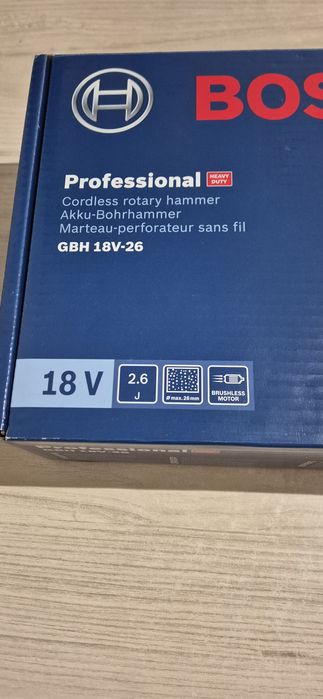 BOS
Professional HEAVY DUTY
Cordless rotary hammer
Akku-Bohrhammer
Marteau-perforateur sans fil
GBH 18V-26
18 V
2.6 J
Ø max. 26 mm
BRUSHLESS MOTOR
Professional